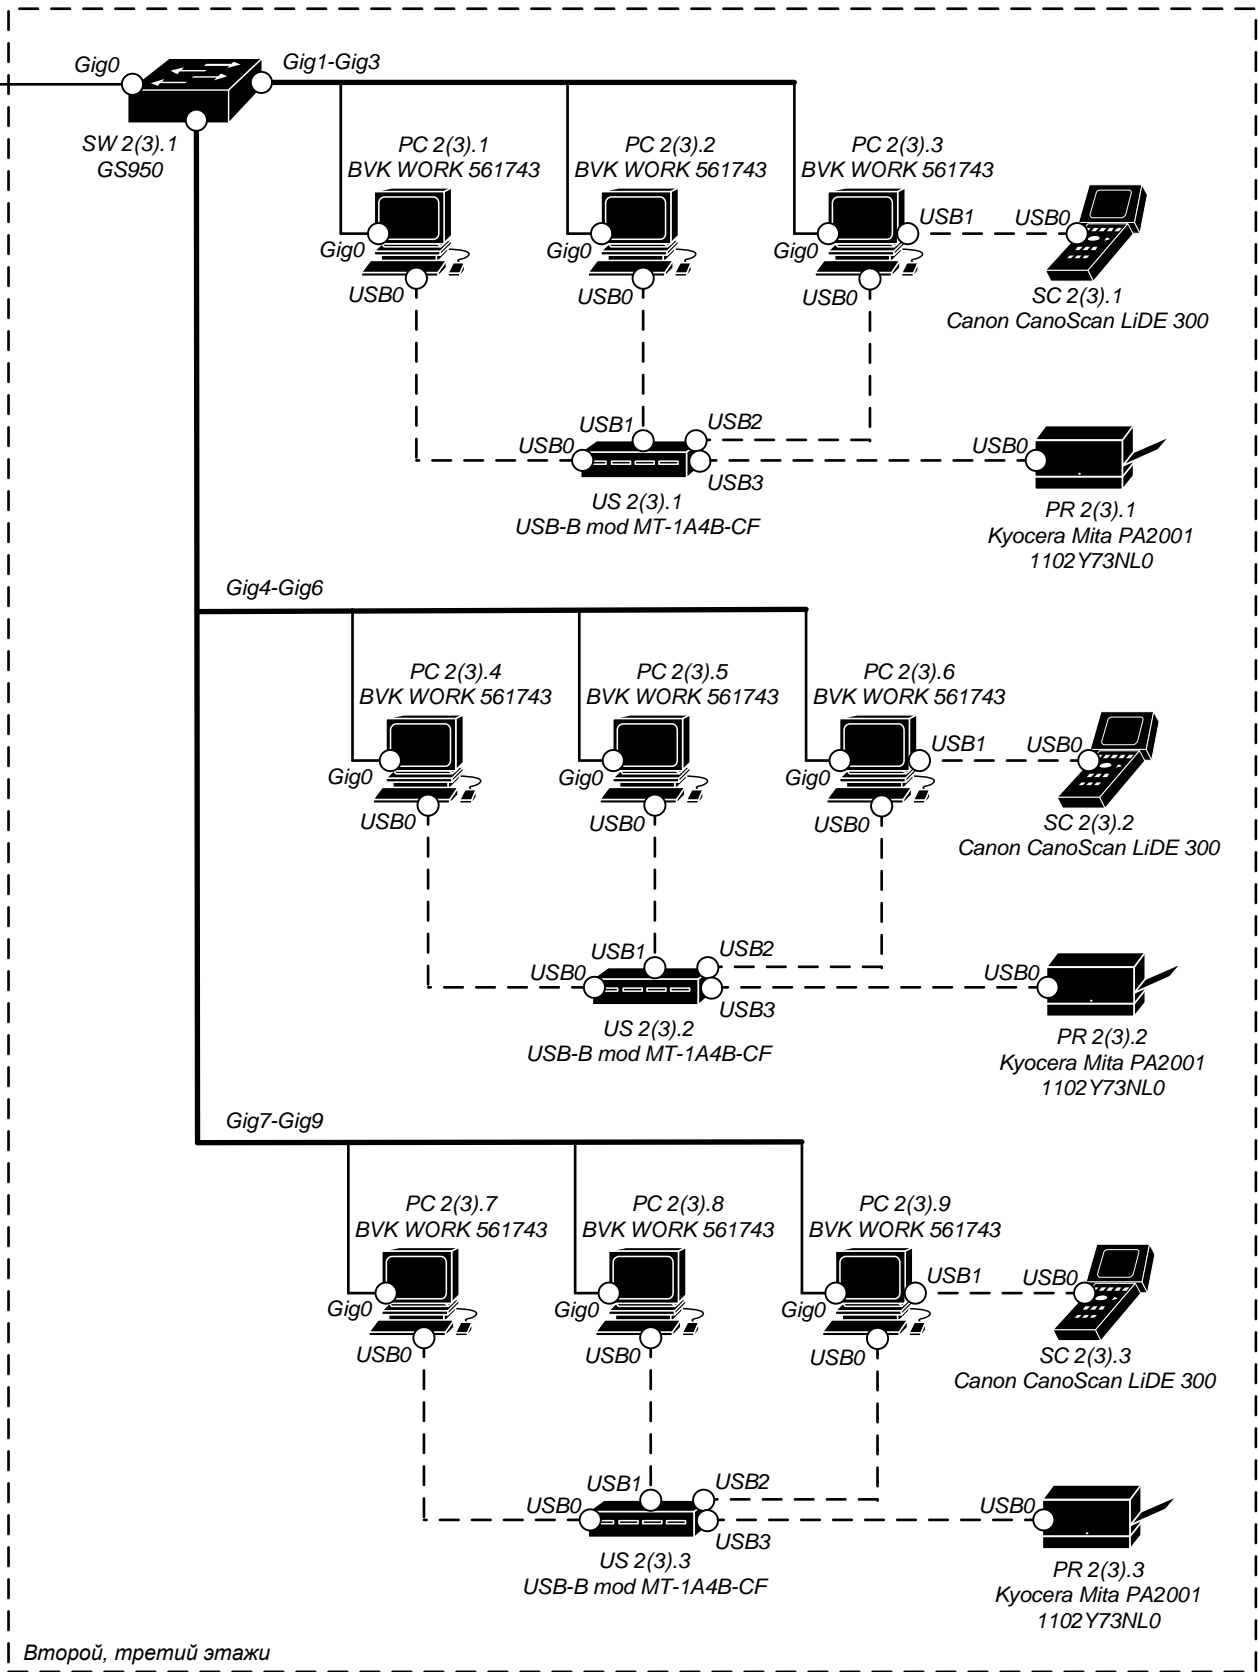 Gig0
Gig1-Gig3
SW 2(3).1
GS950
PC 2(3).1
BVK WORK 561743
PC 2(3).2
BVK WORK 561743
PC 2(3).3
BVK WORK 561743
Gig0
USB0
Gig0
USB0
Gig0
USB0
USB1
USB0
SC 2(3).1
Canon CanoScan LiDE 300
USB0
USB1
USB2
USB3
USB0
US 2(3).1
USB-B mod MT-1A4B-CF
PR 2(3).1
Kyocera Mita PA2001
1102Y73NL0
Gig4-Gig6
PC 2(3).4
BVK WORK 561743
PC 2(3).5
BVK WORK 561743
PC 2(3).6
BVK WORK 561743
Gig0
USB0
Gig0
USB0
Gig0
USB0
USB1
USB0
SC 2(3).2
Canon CanoScan LiDE 300
USB0
USB1
USB2
USB3
USB0
US 2(3).2
USB-B mod MT-1A4B-CF
PR 2(3).2
Kyocera Mita PA2001
1102Y73NL0
Gig7-Gig9
PC 2(3).7
BVK WORK 561743
PC 2(3).8
BVK WORK 561743
PC 2(3).9
BVK WORK 561743
Gig0
USB0
Gig0
USB0
Gig0
USB0
USB1
USB0
SC 2(3).3
Canon CanoScan LiDE 300
USB0
USB1
USB2
USB3
USB0
US 2(3).3
USB-B mod MT-1A4B-CF
PR 2(3).3
Kyocera Mita PA2001
1102Y73NL0
Второй, третий этажи